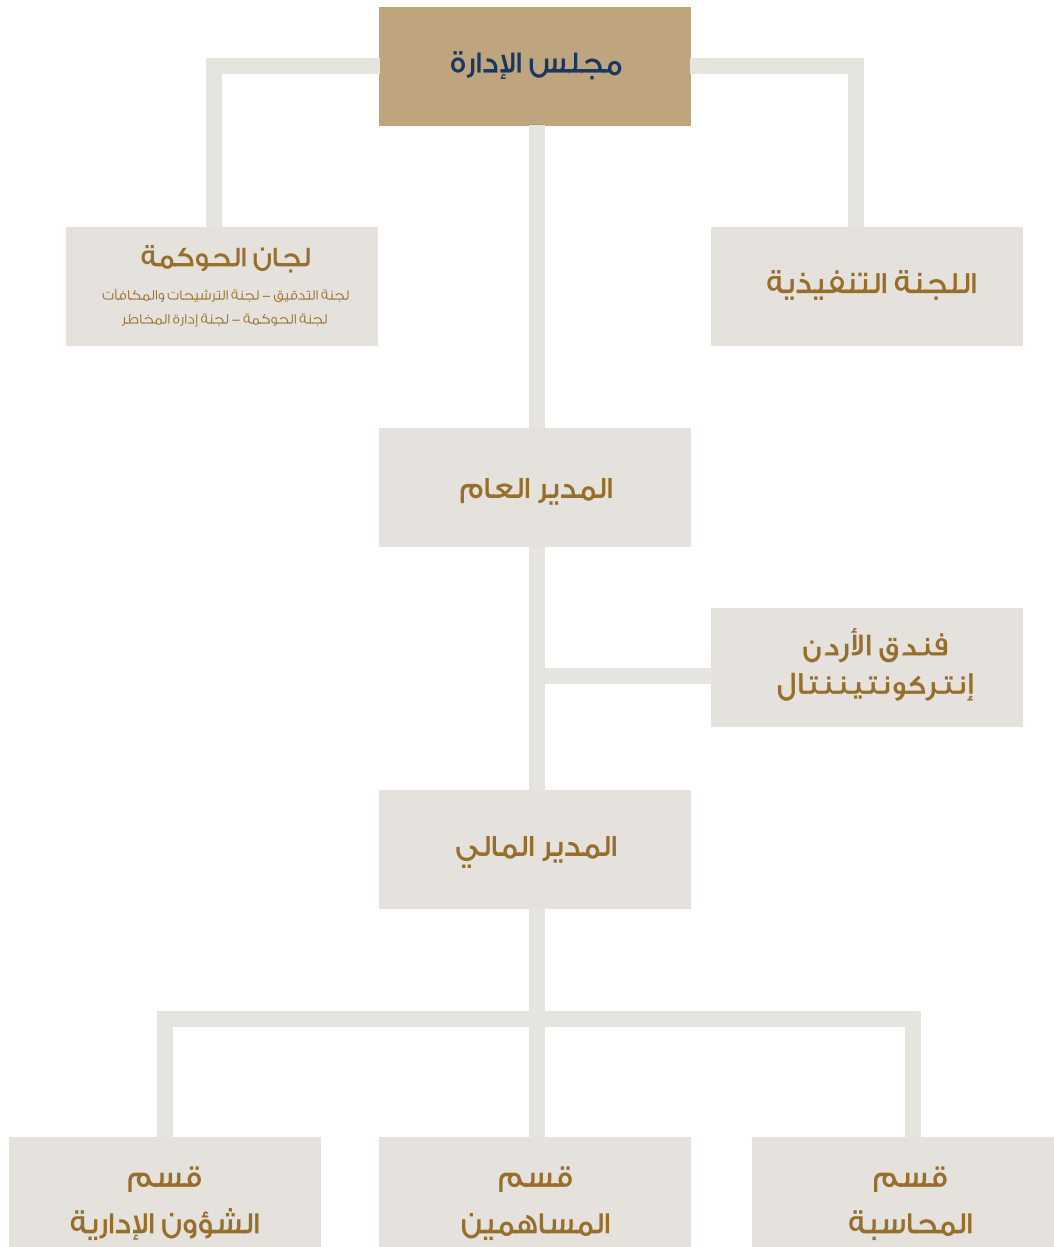 مجلس الإدارة
اللجنة التنفيذية
لجان الحوكمة
لجنة التدقيق – لجنة الترشيحات والمكافآت
لجنة الحوكمة – لجنة إدارة المخاطر
المدير العام
فندق الأردن
إنتركونتيننتال
المدير المالي
قسم
المحاسبة
قسم
المساهمين
قسم
الشؤون الإدارية